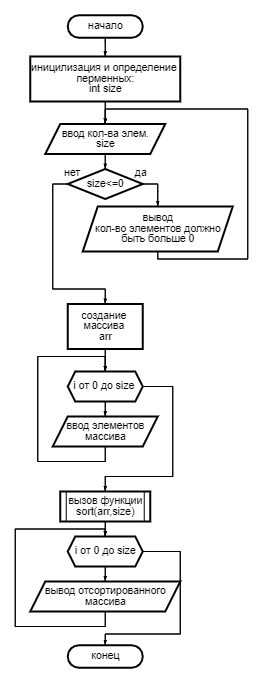 начало
иницилизация и определение
перменных:
int size
ввод кол-ва элем.
size
нет
да
size<=0
вывод
кол-во элементов должно
быть больше 0
создание
массива
arr
i от 0 до size
ввод элементов
массива
вызов функции
sort(arr,size)
i от 0 до size
вывод отсортированного
массива
конец